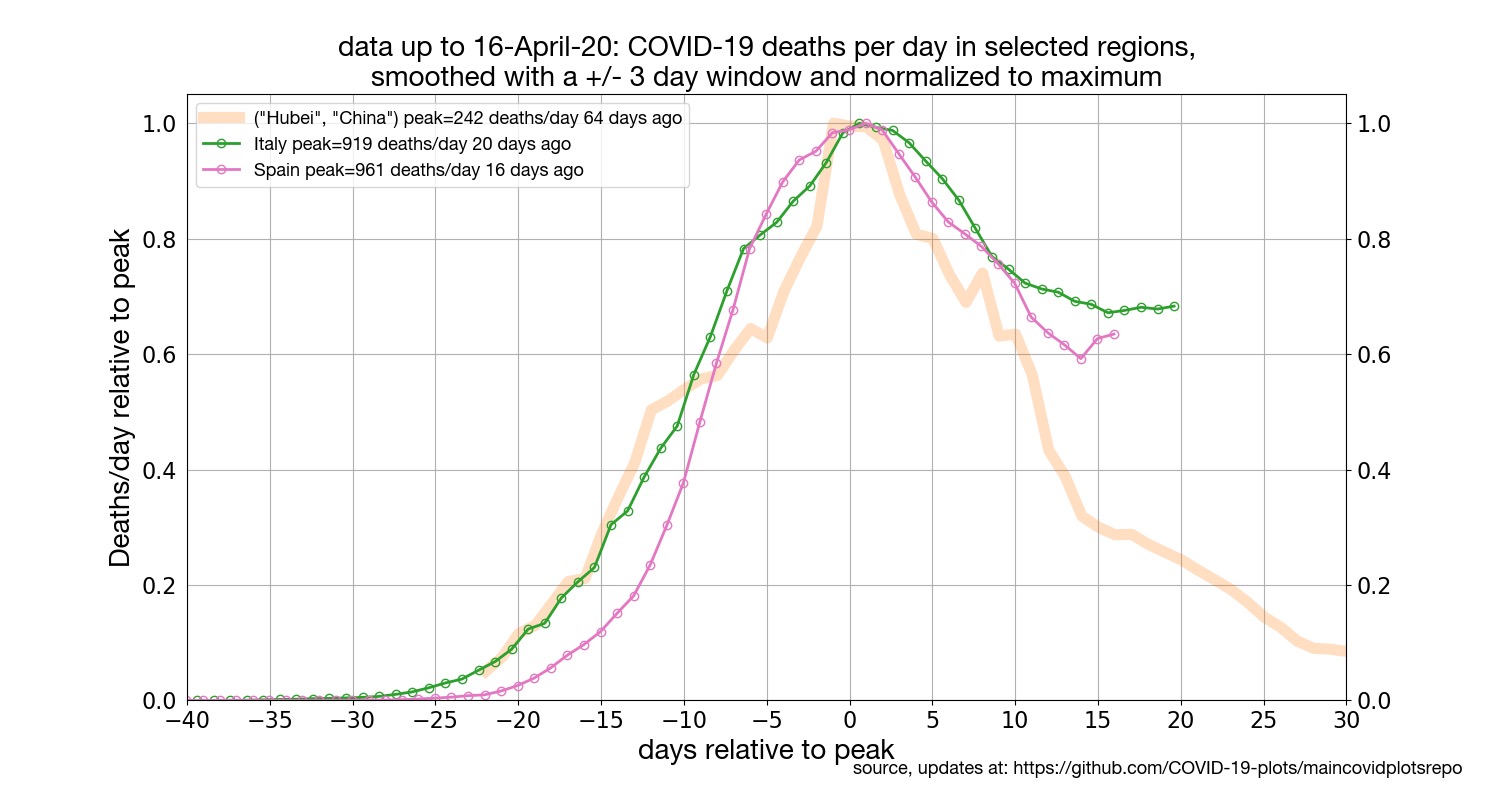 data up to 16-April-20: COVID-19 deaths per day in selected regions,
smoothed with a +/- 3 day window and normalized to maximum
("Hubei", "China") peak=242 deaths/day 64 days ago
Italy peak=919 deaths/day 20 days ago
Spain peak=961 deaths/day 16 days ago
Deaths/day relative to peak
1.0 1.0
0.8 0.8
0.6 0.6
0.4 0.4
0.2 0.2
0.0 0.0
−40 −35 −30 −25 −20 −15 −10 −5 0 5 10 15 20 25 30
days relative to peak
source, updates at: https://github.com/COVID-19-plots/maincovidplotsrepo